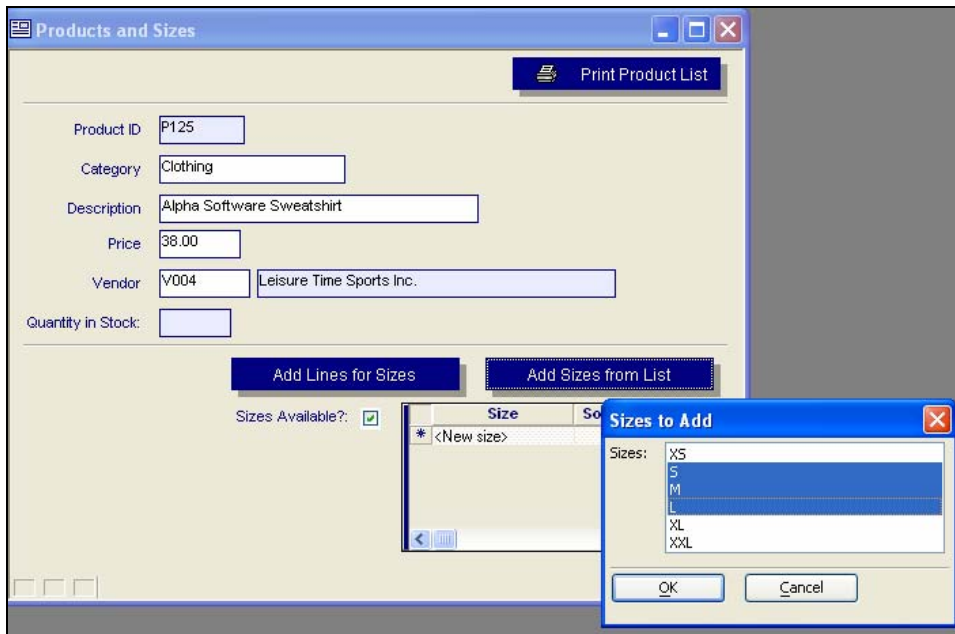 Products and Sizes
Print Product List
Product ID P125
Category Clothing
Description Alpha Software Sweatshirt
Price 38.00
Vendor V004 Leisure Time Sports Inc.
Quantity in Stock:
Add Lines for Sizes Add Sizes from List
Sizes Available?: Size So
* <New size>
Sizes to Add
Sizes: XS
S
M
L
XL
XXL
OK Cancel